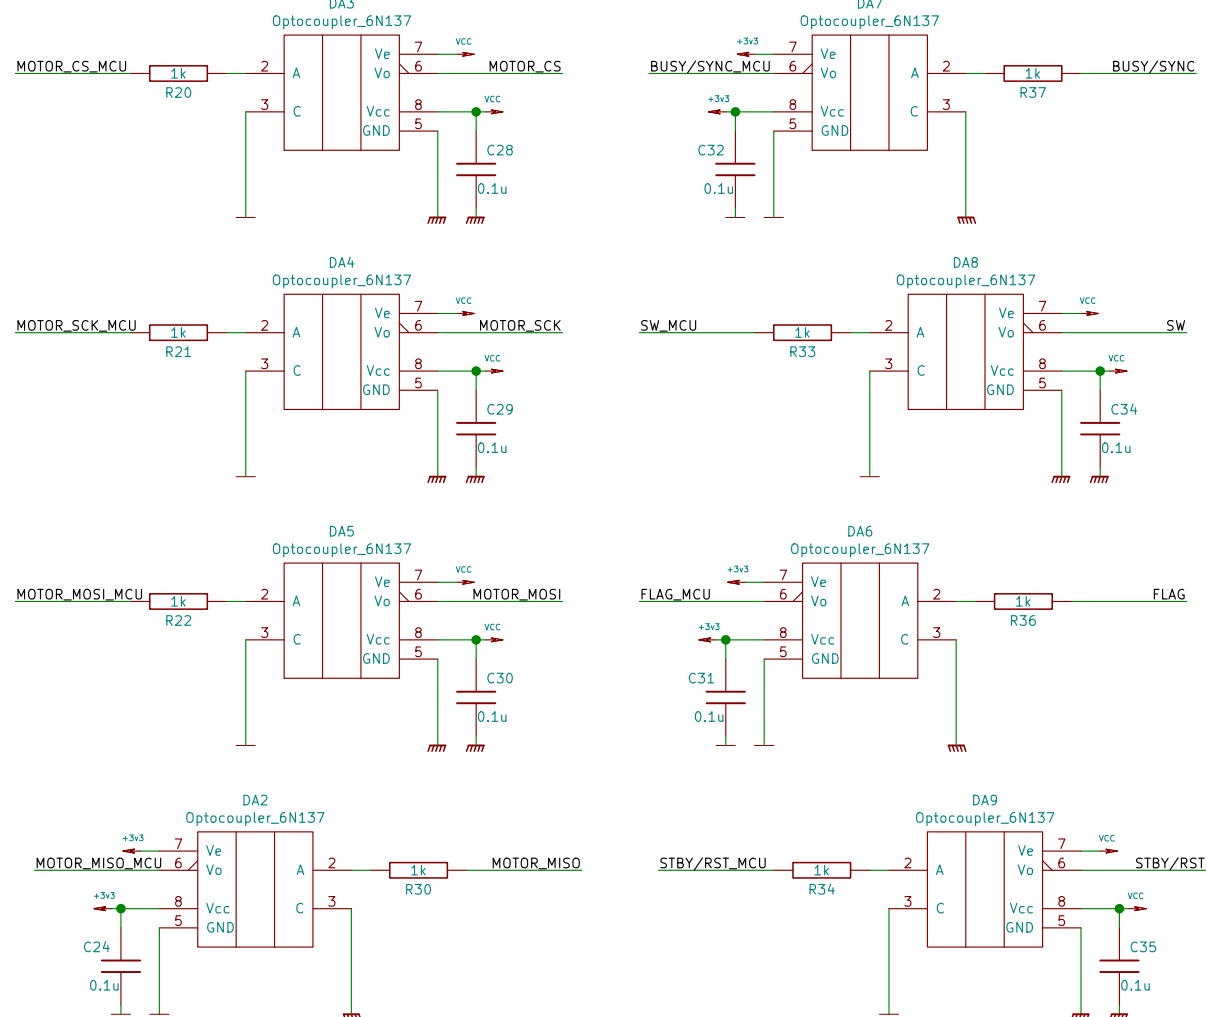 DA3
Optocoupler_6N137
MOTOR_CS_MCU
1k
R20
2
A
3
C
Ve
7
VCC
Vo
6
MOTOR_CS
Vcc
8
VCC
GND
5
C28
0.1u
DA7
Optocoupler_6N137
+3v3
7
Ve
BUSY/SYNC_MCU
6
Vo
+3v3
8
Vcc
5
GND
C32
0.1u
A
2
1k
R37
BUSY/SYNC
C
3
DA4
Optocoupler_6N137
MOTOR_SCK_MCU
1k
R21
2
A
3
C
Ve
7
VCC
Vo
6
MOTOR_SCK
Vcc
8
VCC
GND
5
C29
0.1u
DA8
Optocoupler_6N137
SW_MCU
1k
R33
2
A
3
C
Ve
7
VCC
Vo
6
SW
Vcc
8
VCC
GND
5
C34
0.1u
DA5
Optocoupler_6N137
MOTOR_MOSI_MCU
1k
R22
2
A
3
C
Ve
7
VCC
Vo
6
MOTOR_MOSI
Vcc
8
VCC
GND
5
C30
0.1u
DA6
Optocoupler_6N137
+3v3
7
Ve
FLAG_MCU
6
Vo
+3v3
8
Vcc
5
GND
C31
0.1u
A
2
1k
R36
FLAG
C
3
DA2
Optocoupler_6N137
+3v3
7
Ve
MOTOR_MISO_MCU
6
Vo
+3v3
8
Vcc
5
GND
C24
0.1u
A
2
1k
R30
MOTOR_MISO
C
3
DA9
Optocoupler_6N137
STBY/RST_MCU
1k
R34
2
A
3
C
Ve
7
VCC
Vo
6
STBY/RST
Vcc
8
VCC
GND
5
C35
0.1u